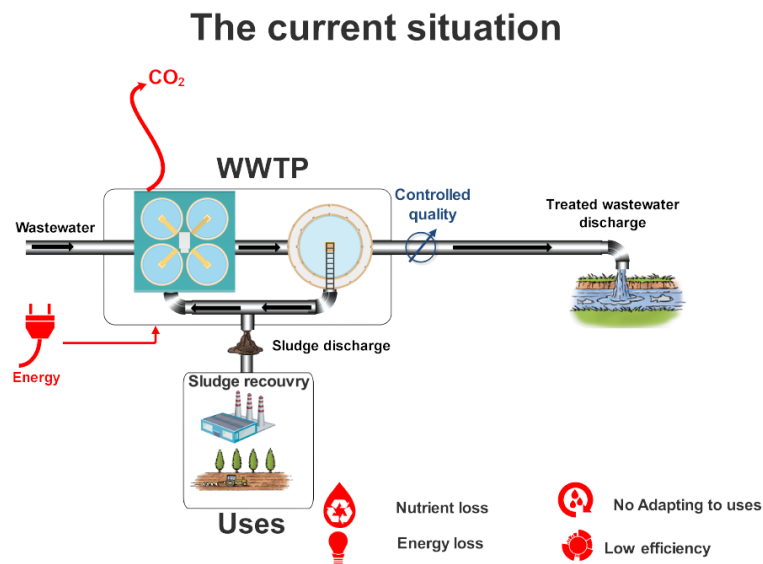 The current situation
CO₂
WWTP
Wastewater
Controlled
quality
Treated wastewater
discharge
Energy
Sludge discharge
Sludge recouvry
Uses
Nutrient loss
No Adapting to uses
Energy loss
Low efficiency